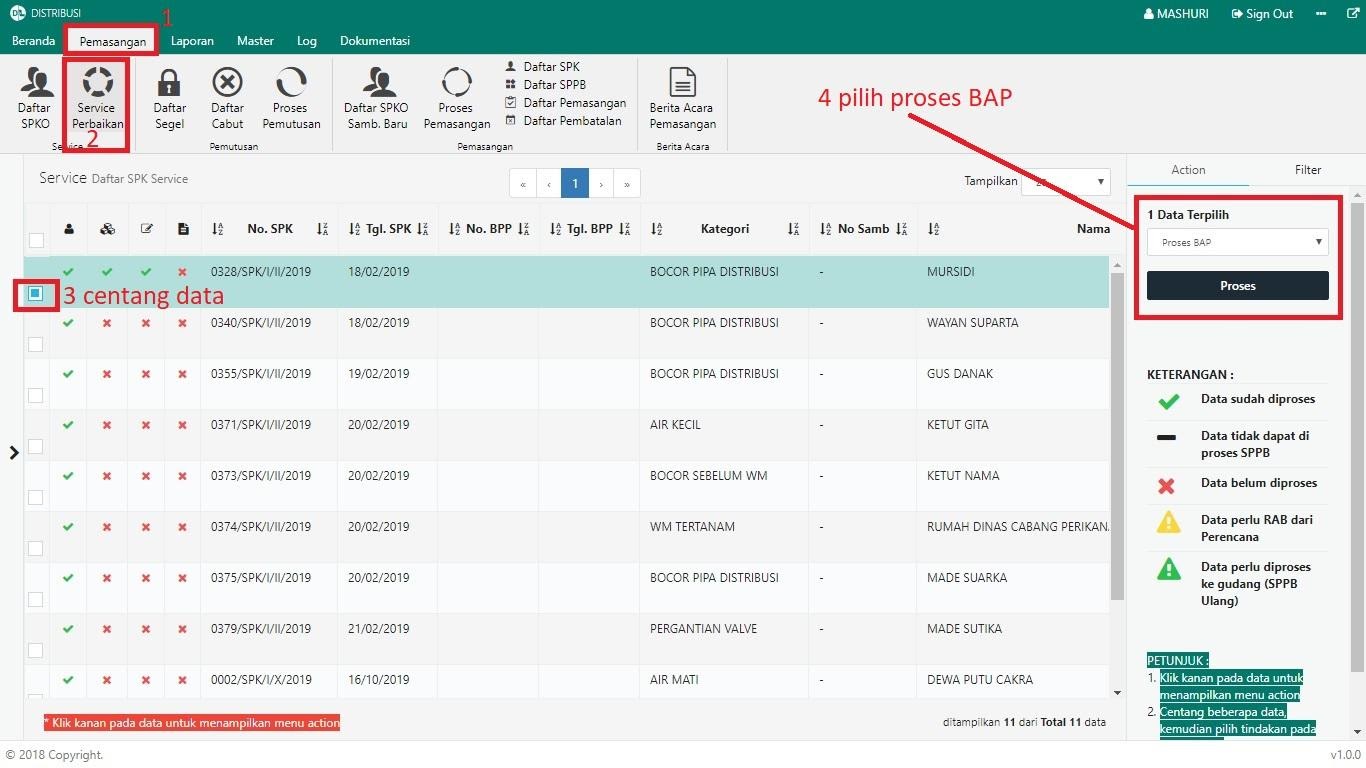 DL DISTRIBUSI 1 MASHURI Sign Out
Beranda Pemasangan Laporan Master Log Dokumentasi
Daftar SPKO
Service Perbaikan
2
Service
Daftar Segel
Daftar Cabut
Proses Pemutusan
Pemutusan
Daftar SPKO Samb. Baru
Proses Pemasangan
Daftar SPK
Daftar SPPB
Daftar Pemasangan
Daftar Pembatalan
Pemasangan
Berita Acara Pemasangan
Berita Acara
4 pilih proses BAP
Service Daftar SPK Service
« ‹ 1 › »
Tampilkan
No. SPK Tgl. SPK No. BPP Tgl. BPP Kategori No Samb Nama
0328/SPK/I/II/2019 18/02/2019 BOCOR PIPA DISTRIBUSI - MURSIDI
3 centang data
0340/SPK/I/II/2019 18/02/2019 BOCOR PIPA DISTRIBUSI - WAYAN SUPARTA
0355/SPK/I/II/2019 19/02/2019 BOCOR PIPA DISTRIBUSI - GUS DANAK
0371/SPK/I/II/2019 20/02/2019 AIR KECIL - KETUT GITA
0373/SPK/I/II/2019 20/02/2019 BOCOR SEBELUM WM - KETUT NAMA
0374/SPK/I/II/2019 20/02/2019 WM TERTANAM - RUMAH DINAS CABANG PERIKAN
0375/SPK/I/II/2019 20/02/2019 BOCOR PIPA DISTRIBUSI - MADE SUARKA
0379/SPK/I/II/2019 21/02/2019 PERGANTIAN VALVE - MADE SUTIKA
0002/SPK/I/X/2019 16/10/2019 AIR MATI - DEWA PUTU CAKRA
* Klik kanan pada data untuk menampilkan menu action
ditampilkan 11 dari Total 11 data
Action Filter
1 Data Terpilih
Proses BAP
Proses
KETERANGAN :
Data sudah diproses
Data tidak dapat di
proses SPPB
Data belum diproses
Data perlu RAB dari
Perencana
Data perlu diproses
ke gudang (SPPB
Ulang)
PETUNJUK :
1. Klik kanan pada data untuk
menampilkan menu action
2. Centang beberapa data,
kemudian pilih tindakan pada
© 2018 Copyright. v1.0.0